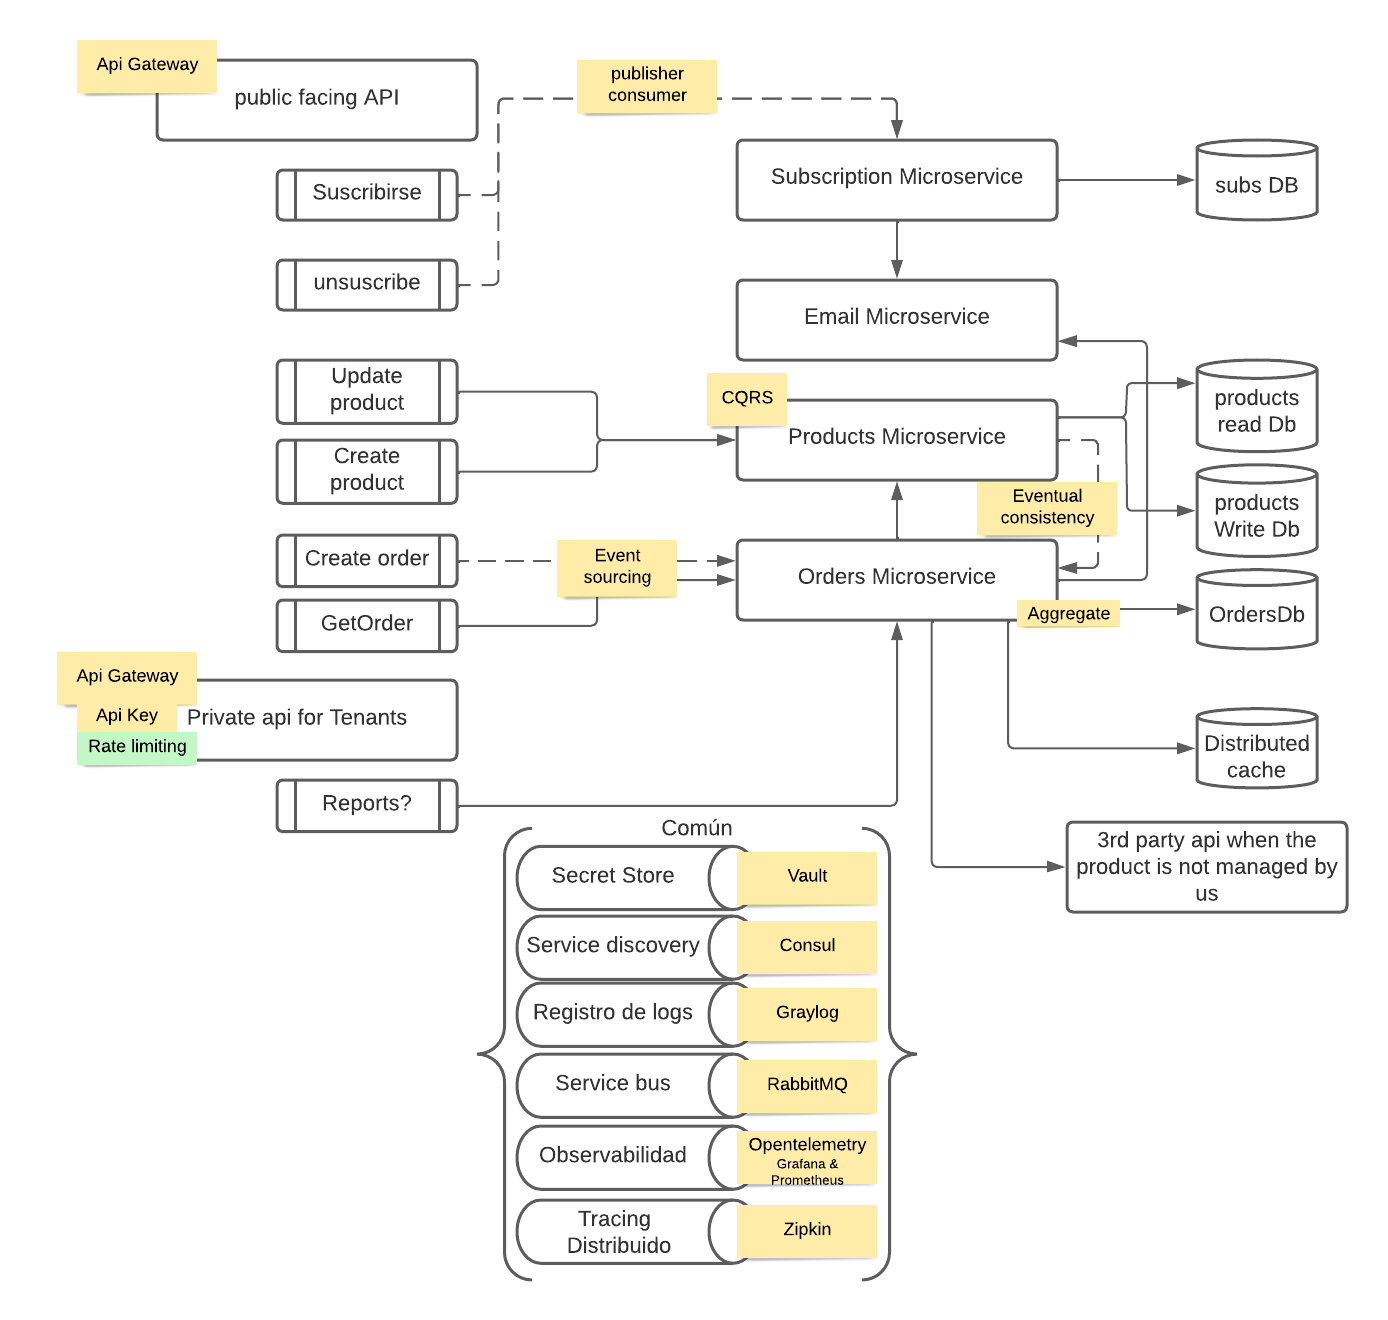 Api Gateway
public facing API
publisher
consumer
Suscribirse
Subscription Microservice
subs DB
unsuscribe
Email Microservice
Update
product
Create
product
CQRS
Products Microservice
products
read Db
Eventual
consistency
products
Write Db
Create order
Event
sourcing
GetOrder
Orders Microservice
Aggregate
OrdersDb
Api Gateway
Api Key
Rate limiting
Private api for Tenants
Distributed
cache
Reports?
3rd party api when the
product is not managed by
us
Común
Secret Store
Vault
Service discovery
Consul
Registro de logs
Graylog
Service bus
RabbitMQ
Observabilidad
Opentelemetry
Grafana &
Prometheus
Tracing
Distribuido
Zipkin